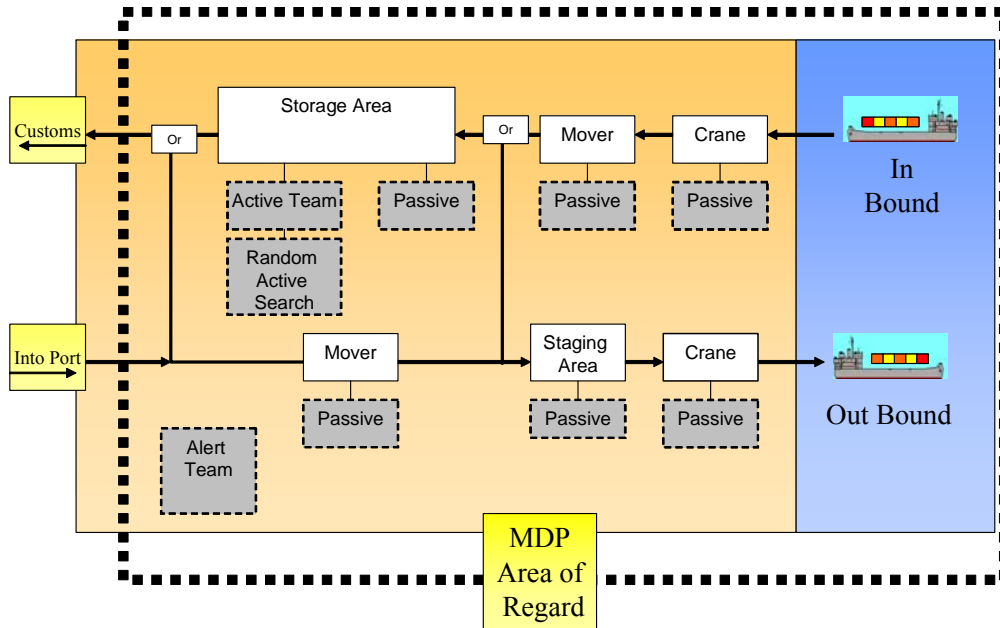 Storage Area
Customs
Or
Or
Mover
Crane
In
Bound
Active Team
Passive
Passive
Passive
Random
Active
Search
Into Port
Mover
Staging
Area
Crane
Passive
Passive
Passive
Out Bound
Alert
Team
MDP
Area of
Regard